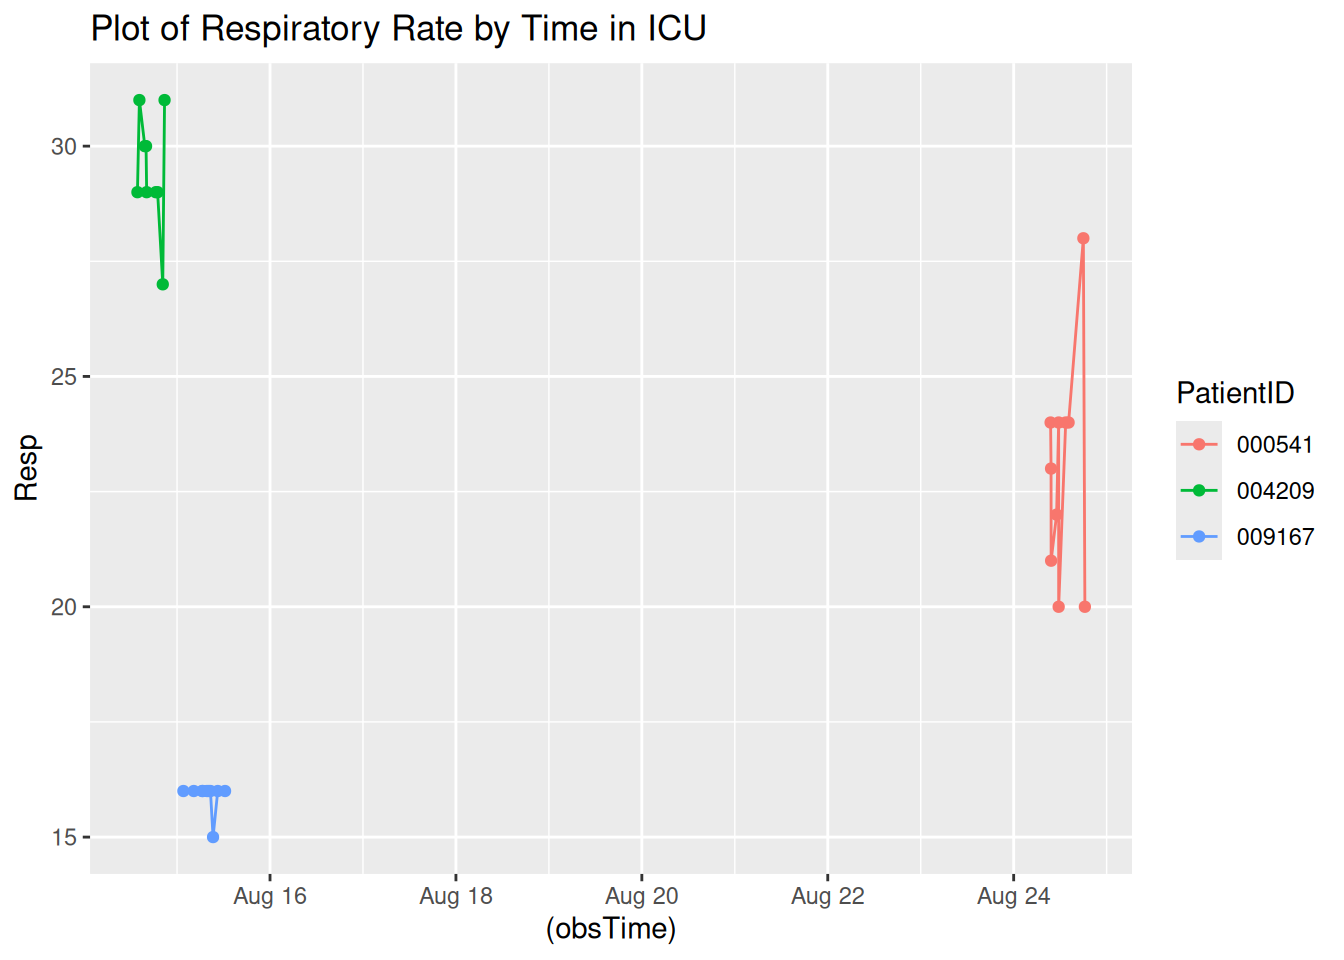 Plot of Respiratory Rate by Time in ICU
30
25
20
15
Resp
Aug 16
Aug 18
Aug 20
Aug 22
Aug 24
(obsTime)
PatientID
000541
004209
009167